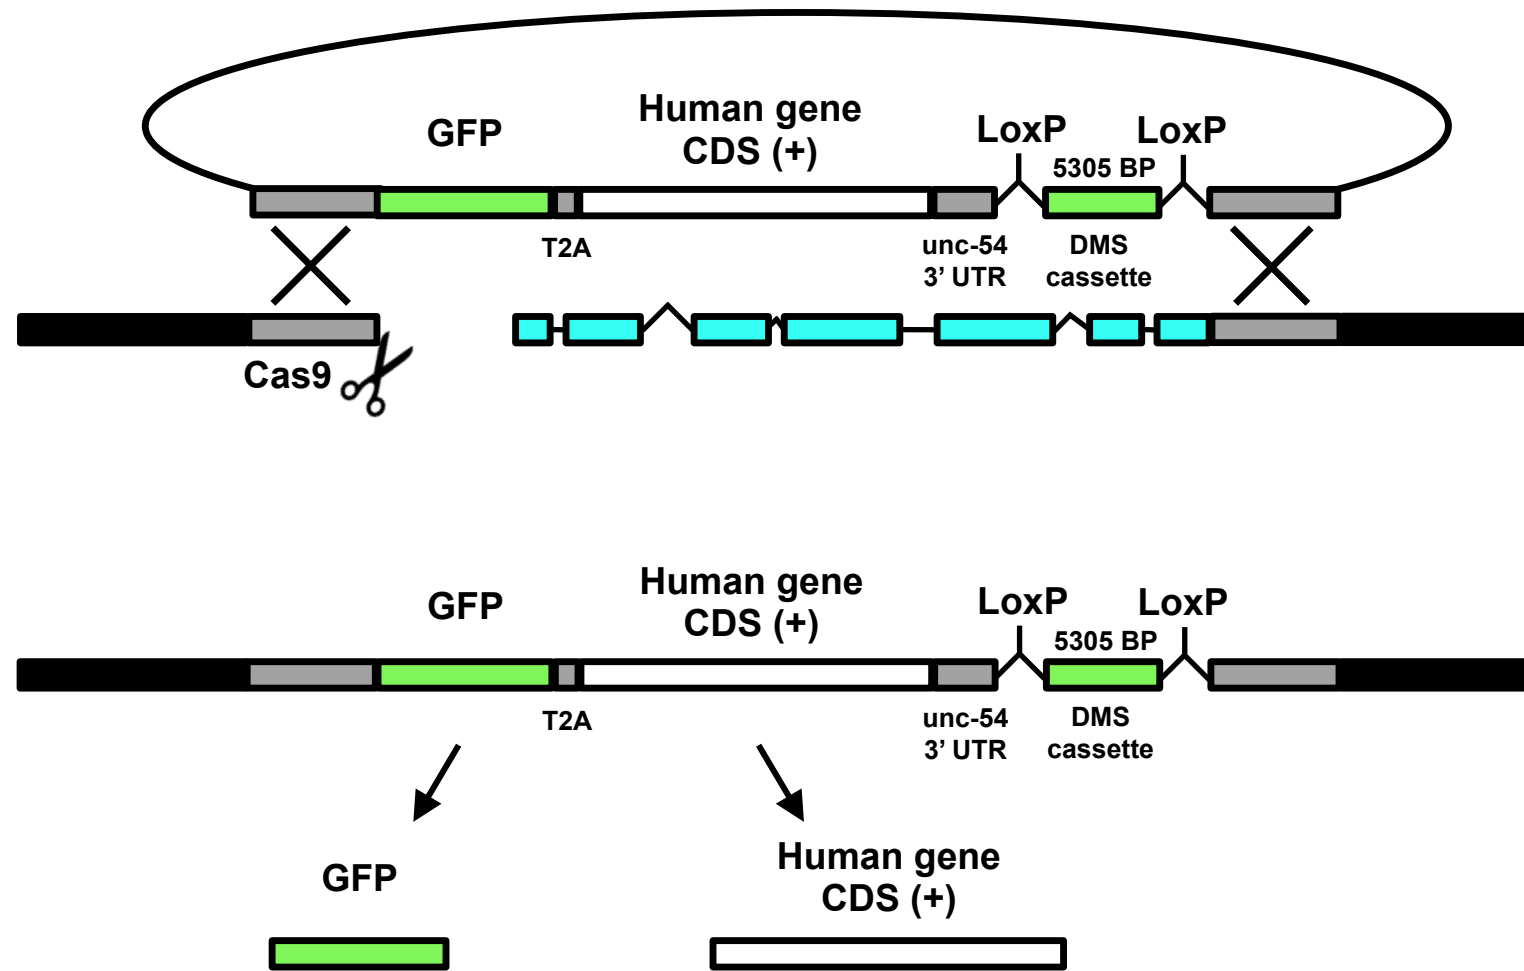 GFP
Human gene
CDS (+)
LoxP
LoxP
5305 BP
T2A
unc-54
3’ UTR
DMS
cassette
Cas9
GFP
Human gene
CDS (+)
LoxP
LoxP
5305 BP
T2A
unc-54
3’ UTR
DMS
cassette
GFP
Human gene
CDS (+)